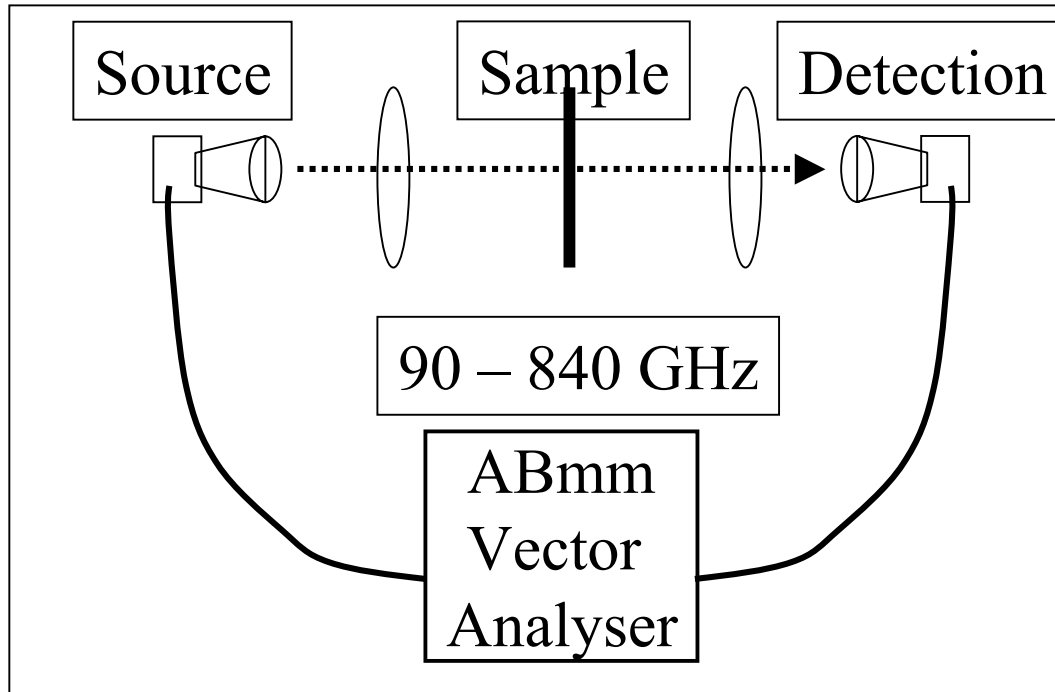 Source
Sample
Detection
90 – 840 GHz
ABmm
Vector
Analyser